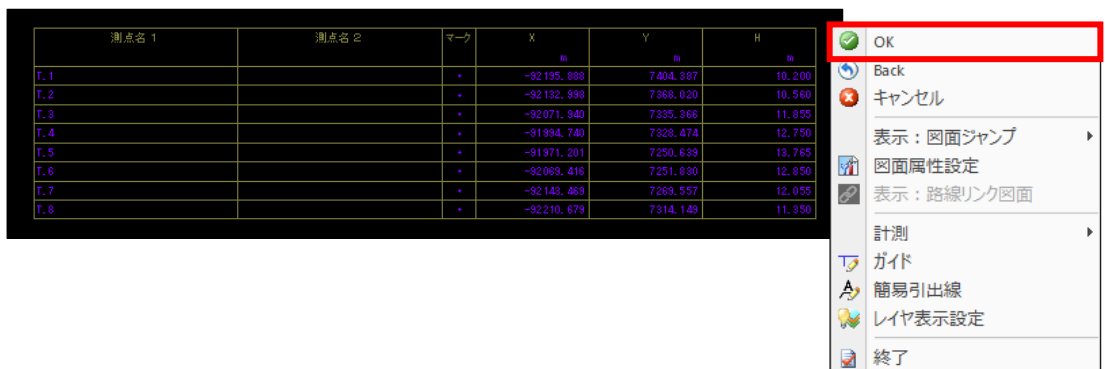 測点名 1 測点名 2 マーク X Y H
m m m
T.1 -92195.888 7404.387 10.200
T.2 -92132.998 7368.020 10.560
T.3 -92071.940 7335.366 11.855
T.4 -91994.740 7328.474 12.750
T.5 -91971.201 7250.639 13.765
T.6 -92069.416 7251.830 12.850
T.7 -92143.469 7269.557 12.055
T.8 -92210.679 7314.149 11.350
OK
Back
キャンセル
表示：図面ジャンプ
図面属性設定
表示：路線リンク図面
計測
ガイド
簡易引出線
レイヤ表示設定
終了